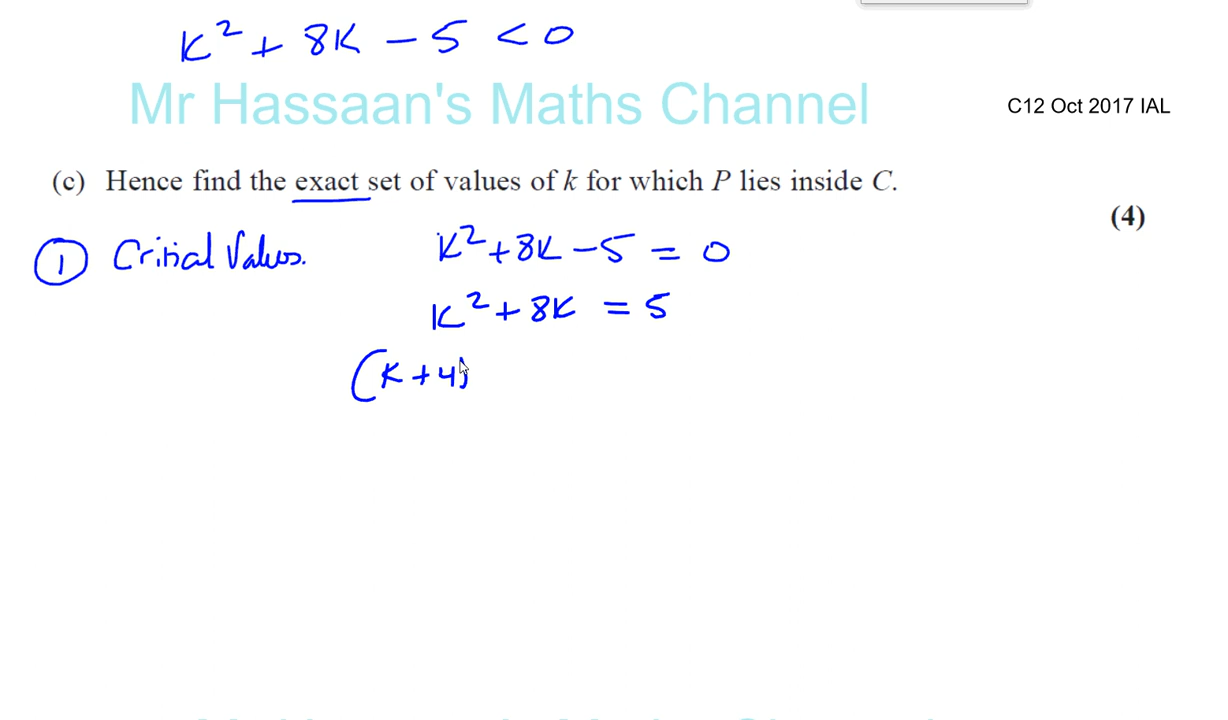 K² + 8K - 5 < 0
Mr Hassaan's Maths Channel
C12 Oct 2017 IAL
(c) Hence find the exact set of values of k for which P lies inside C.
(4)
① Critical Values. K² + 8K - 5 = 0
K² + 8K = 5
(K + 4)